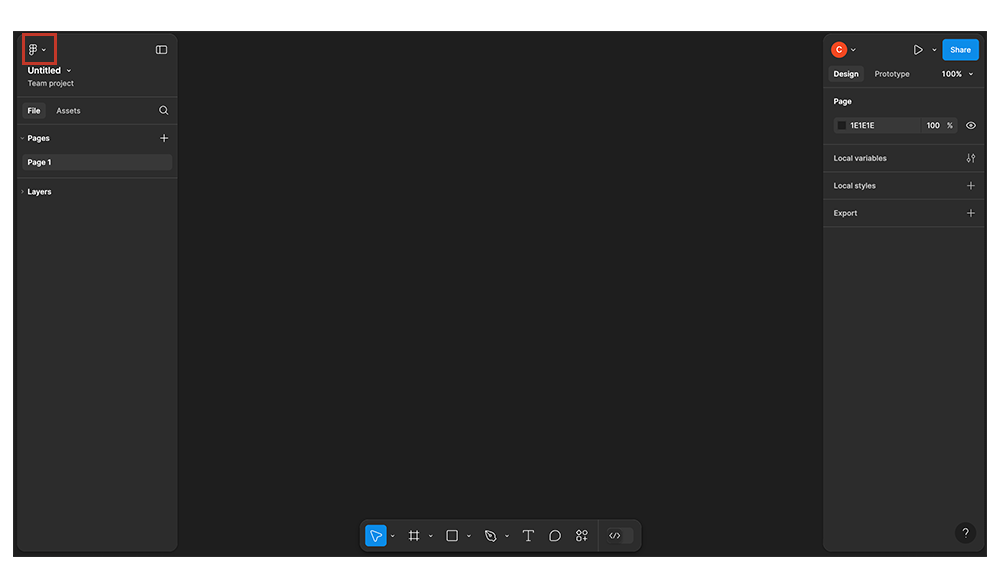 Untitled
Team project
File Assets
Pages
Page 1
Layers
C
Share
Design Prototype 100%
Page
1E1E1E 100 %
Local variables
Local styles
Export
T
</>
?